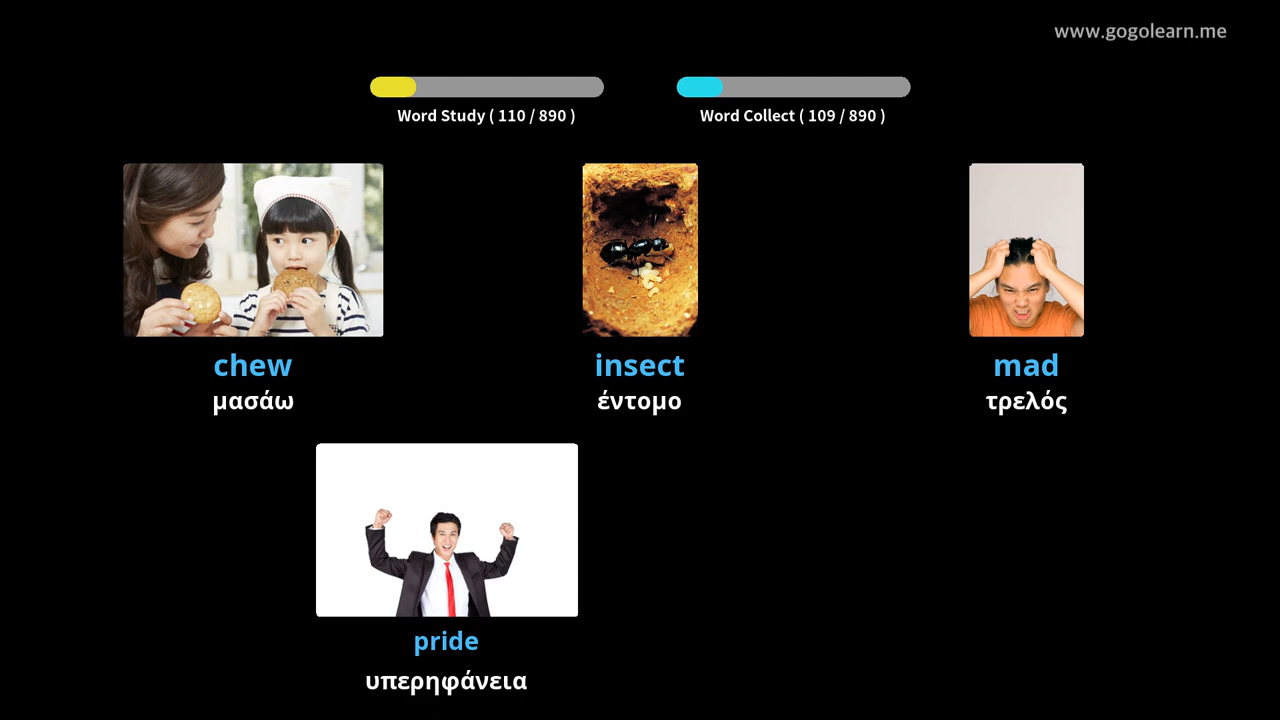 www.gogolearn.me
Word Study ( 110 / 890 )
Word Collect ( 109 / 890 )
chew
μασάω
insect
έντομο
mad
τρελός
pride
υπερηφάνεια